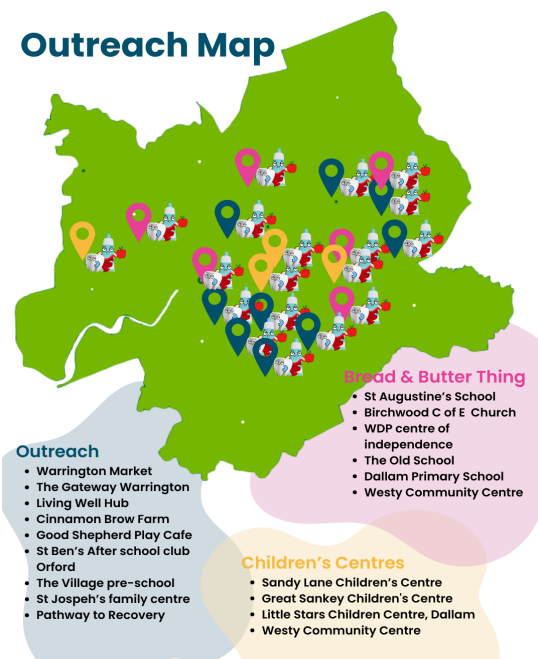 Outreach Map
Bread & Butter Thing
• St Augustine's School
• Birchwood C of E Church
• WDP centre of
independence
• The Old School
• Dallam Primary School
• Westy Community Centre
Outreach
• Warrington Market
• The Gateway Warrington
• Living Well Hub
• Cinnamon Brow Farm
• Good Shepherd Play Cafe
• St Ben's After school club
Orford
• The Village pre-school
• St Jospeh's family centre
• Pathway to Recovery
Children's Centres
• Sandy Lane Children's Centre
• Great Sankey Children's Centre
• Little Stars Children Centre, Dallam
• Westy Community Centre